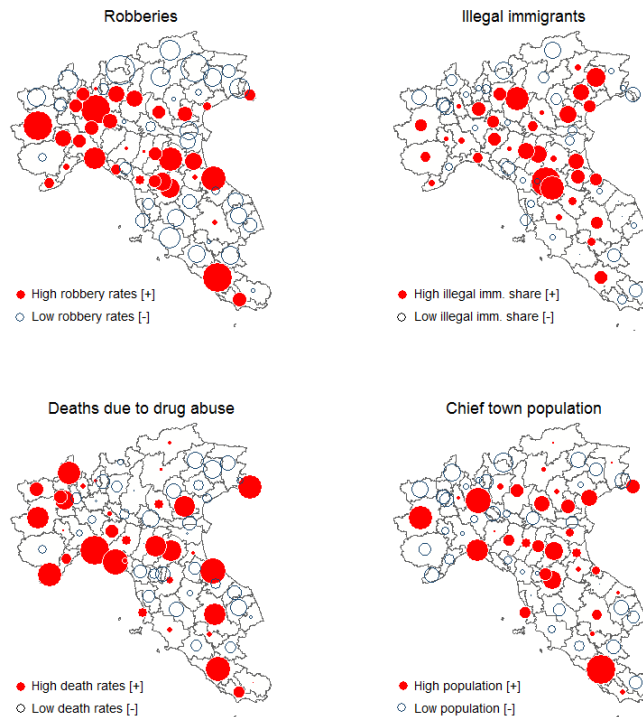 Robberies
Illegal immigrants
High robbery rates [+]
Low robbery rates [-]
High illegal imm. share [+]
Low illegal imm. share [-]
Deaths due to drug abuse
Chief town population
High death rates [+]
Low death rates [-]
High population [+]
Low population [-]